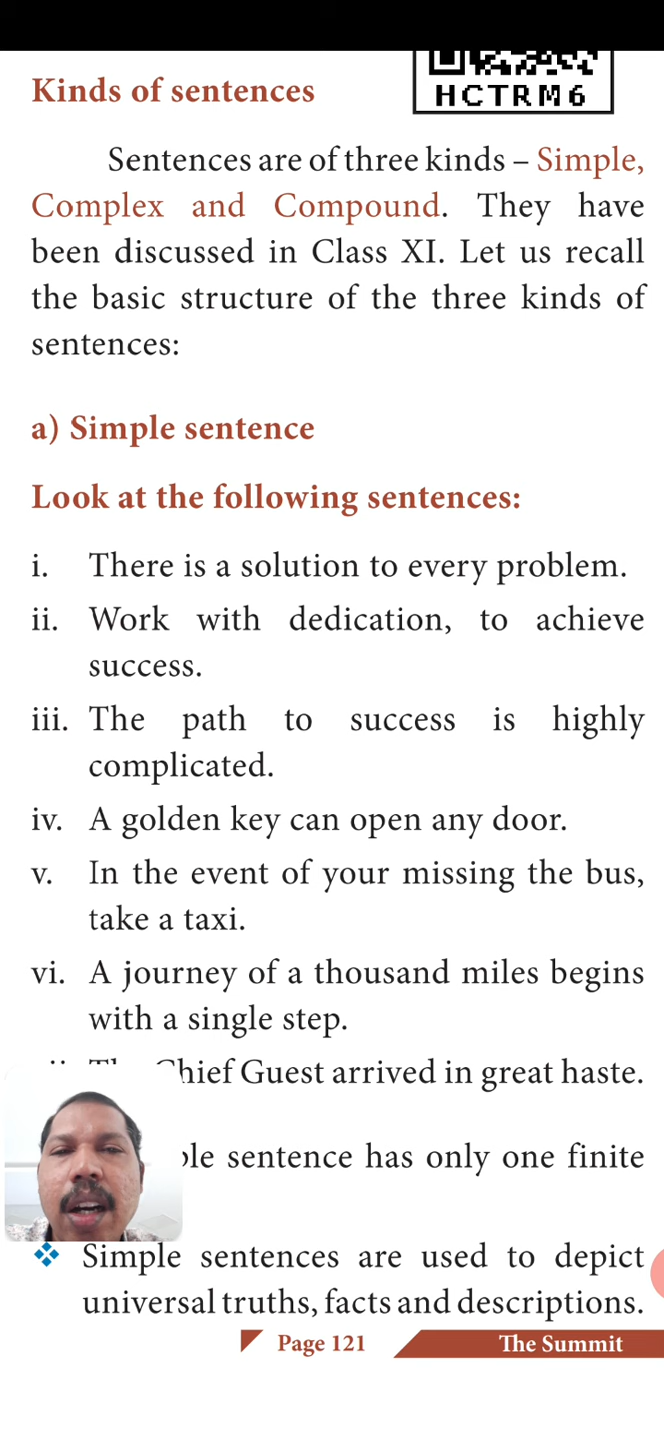 HCTRM6
Kinds of sentences
Sentences are of three kinds – Simple,
Complex and Compound. They have
been discussed in Class XI. Let us recall
the basic structure of the three kinds of
sentences:
a) Simple sentence
Look at the following sentences:
i. There is a solution to every problem.
ii. Work with dedication, to achieve
success.
iii. The path to success is highly
complicated.
iv. A golden key can open any door.
v. In the event of your missing the bus,
take a taxi.
vi. A journey of a thousand miles begins
with a single step.
Guest arrived in great haste.
sentence has only one finite
❖ Simple sentences are used to depict
universal truths, facts and descriptions.
Page 121
The Summit